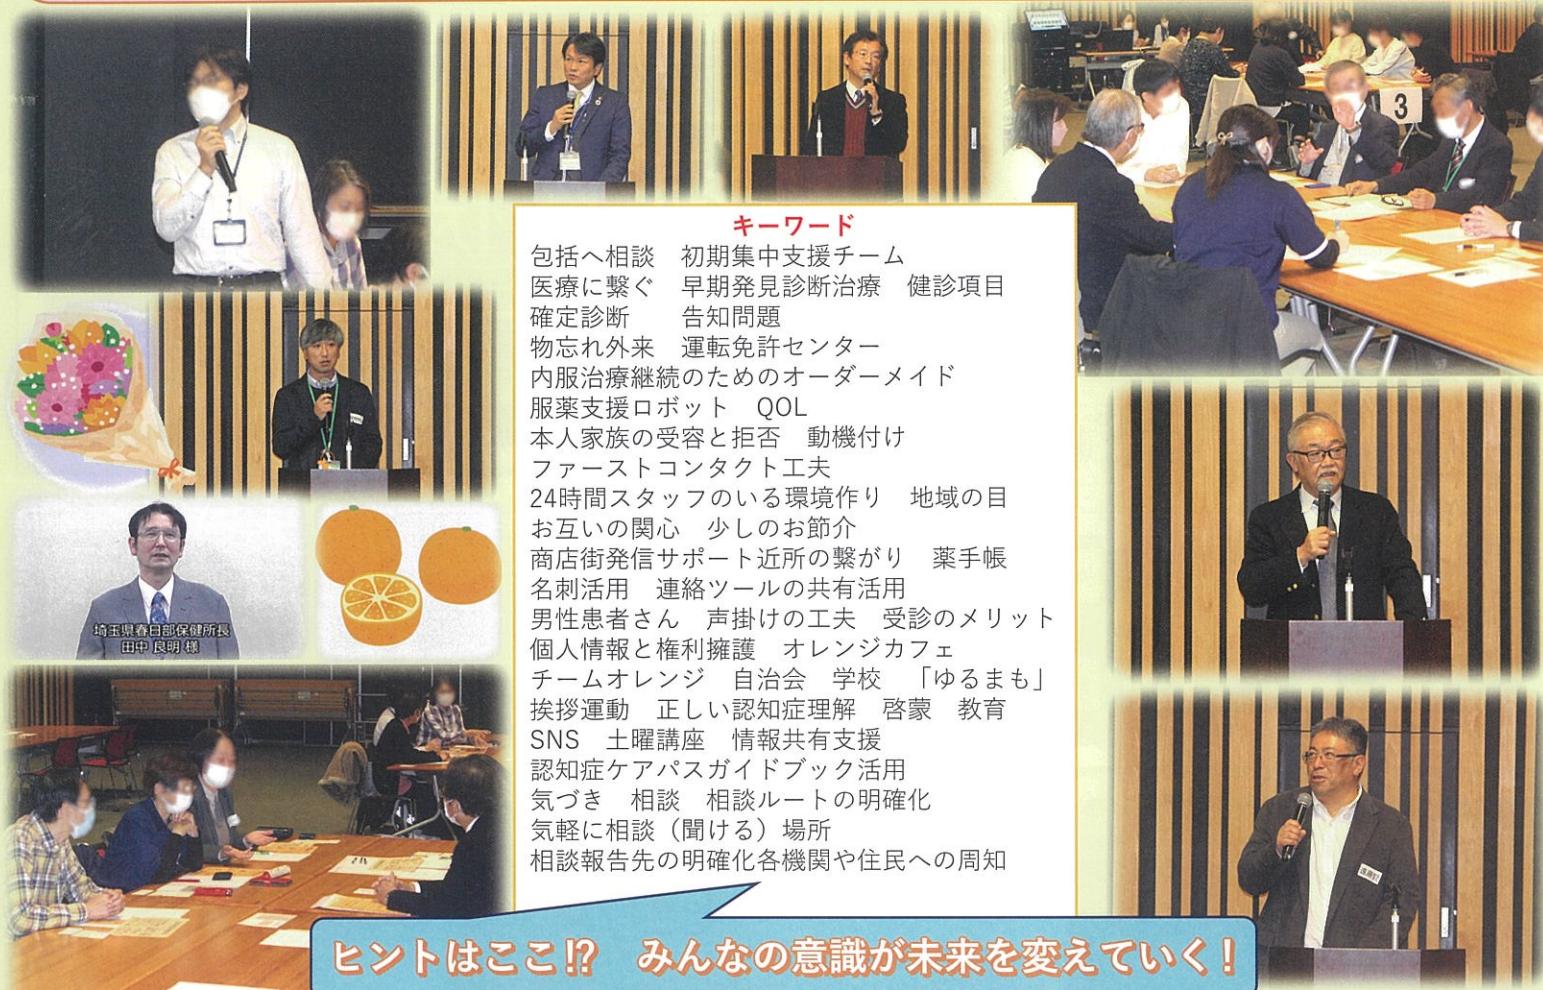 3
キーワード
包括へ相談　初期集中支援チーム
医療に繋ぐ　早期発見診断治療　健診項目
確定診断　　告知問題
物忘れ外来　運転免許センター
内服治療継続のためのオーダーメイド
服薬支援ロボット　QOL
本人家族の受容と拒否　動機付け
ファーストコンタクト工夫
24時間スタッフのいる環境作り　地域の目
お互いの関心　少しのお節介
商店街発信サポート近所の繋がり　薬手帳
名刺活用　連絡ツールの共有活用
男性患者さん　声掛けの工夫　受診のメリット
個人情報と権利擁護　オレンジカフェ
チームオレンジ　自治会　学校　「ゆるまも」
挨拶運動　正しい認知症理解　啓蒙　教育
SNS　土曜講座　情報共有支援
認知症ケアパスガイドブック活用
気づき　相談　相談ルートの明確化
気軽に相談（聞ける）場所
相談報告先の明確化各機関や住民への周知
埼玉県春日部保健所長
田中 良明 様
ヒントはここ!?　みんなの意識が未来を変えていく!